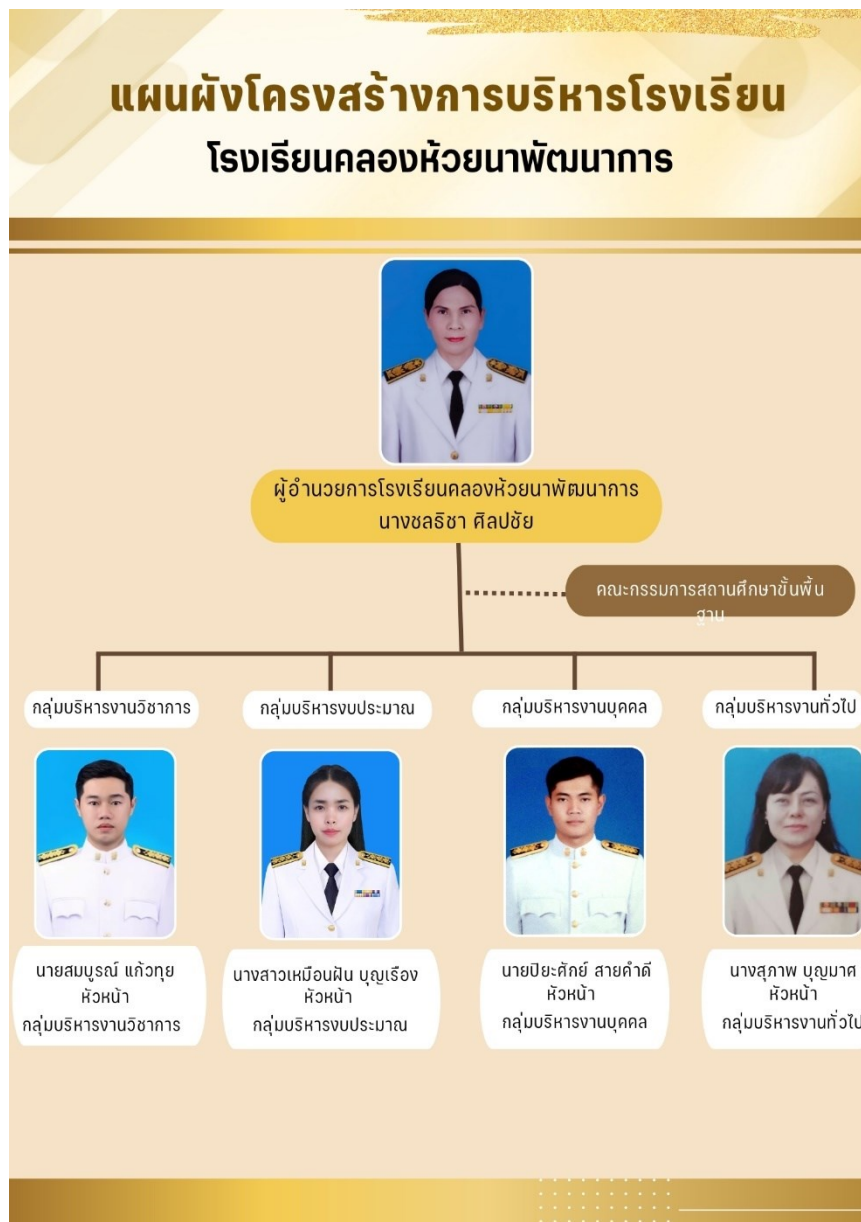 แผนผังโครงสร้างการบริหารโรงเรียน
โรงเรียนคลองห้วยนาพัฒนาการ
ผู้อำนวยการโรงเรียนคลองห้วยนาพัฒนาการ
นางชลธิชา ศิลปชัย
คณะกรรมการสถานศึกษาขั้นพื้น
ฐาน
กลุ่มบริหารงานวิชาการ
กลุ่มบริหารงบประมาณ
กลุ่มบริหารงานบุคคล
กลุ่มบริหารงานทั่วไป
นายสมบูรณ์ แก้วทุย
หัวหน้า
กลุ่มบริหารงานวิชาการ
นางสาวเหมือนฝัน บุญเรือง
หัวหน้า
กลุ่มบริหารงบประมาณ
นายปิยะศักย์ สายคำดี
หัวหน้า
กลุ่มบริหารงานบุคคล
นางสุภาพ บุญมาศ
หัวหน้า
กลุ่มบริหารงานทั่วไป